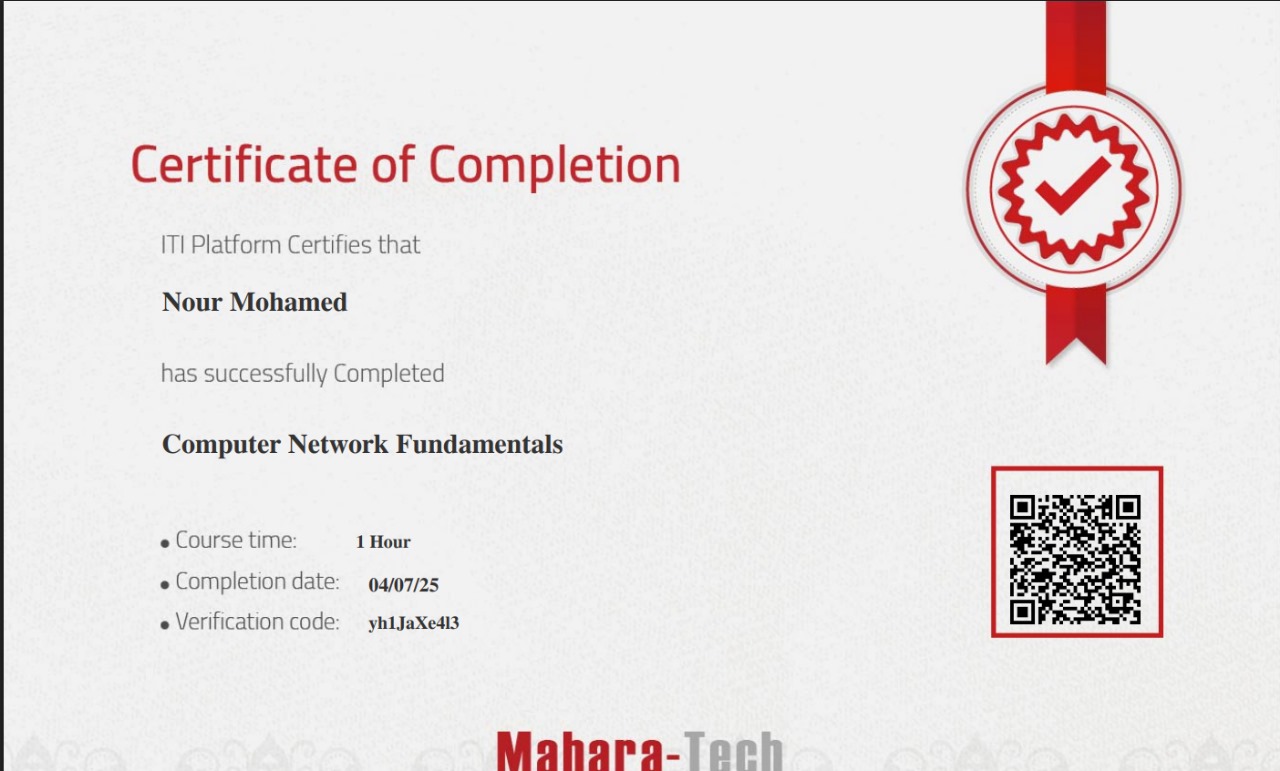 Certificate of Completion
ITI Platform Certifies that
Nour Mohamed
has successfully Completed
Computer Network Fundamentals
• Course time: 1 Hour
• Completion date: 04/07/25
• Verification code: yh1JaXe4l3
Mahara-Tech